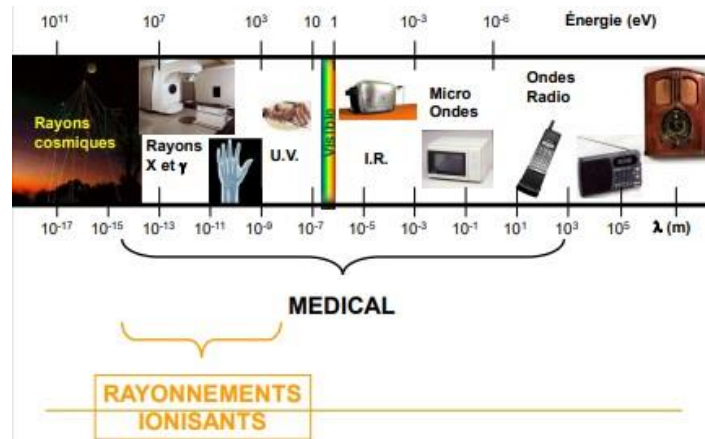 10¹¹ 10⁷ 10³ 10 1 10⁻³ 10⁻⁶ Énergie (eV)
Rayons
cosmiques
Rayons
X et γ
U.V.
VISIBLE
I.R.
Micro
Ondes
Ondes
Radio
10⁻¹⁷ 10⁻¹⁵ 10⁻¹³ 10⁻¹¹ 10⁻⁹ 10⁻⁷ 10⁻⁵ 10⁻³ 10⁻¹ 10¹ 10³ 10⁵ λ (m)
MEDICAL
RAYONNEMENTS
IONISANTS